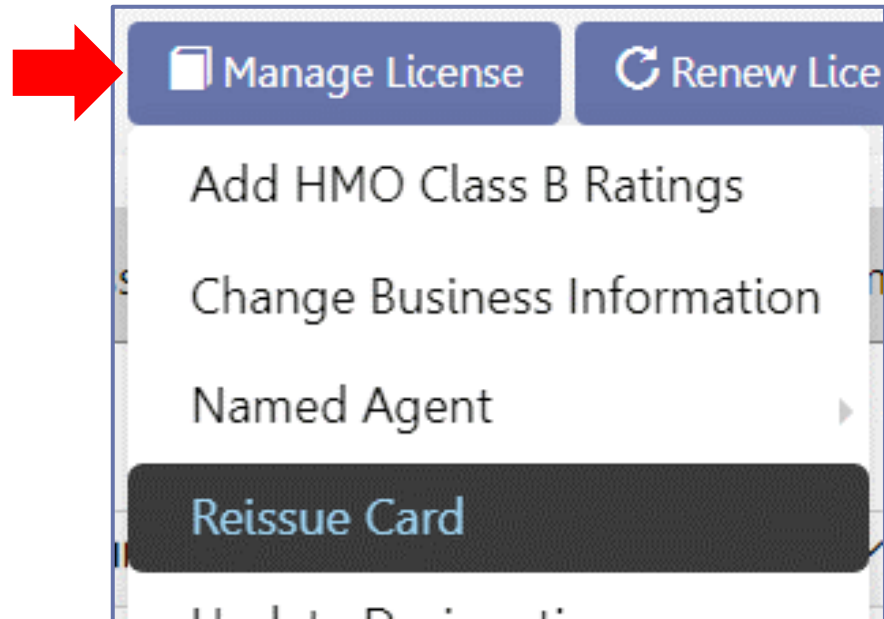 Manage License
Renew Lice
Add HMO Class B Ratings
Change Business Information
Named Agent
Reissue Card